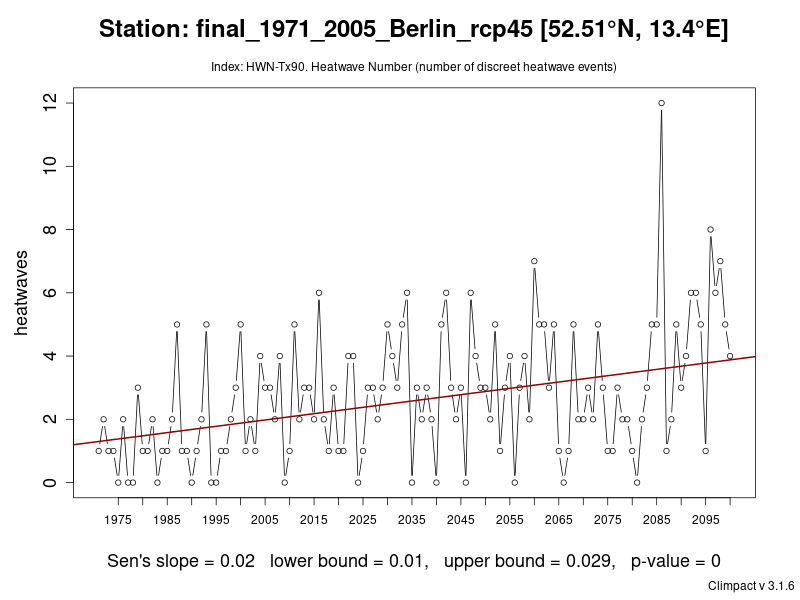 Station: final_1971_2005_Berlin_rcp45 [52.51°N, 13.4°E]
Index: HWN-Tx90. Heatwave Number (number of discreet heatwave events)
12
10
8
6
4
2
0
heatwaves
1975 1985 1995 2005 2015 2025 2035 2045 2055 2065 2075 2085 2095
Sen's slope = 0.02 lower bound = 0.01, upper bound = 0.029, p-value = 0
Climpact v 3.1.6